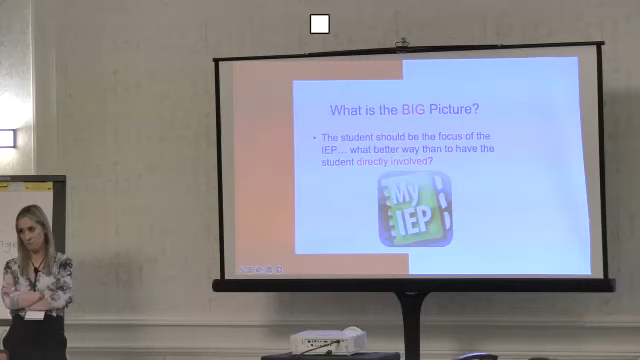 What is the BIG Picture?
• The student should be the focus of the
IEP... what better way than to have the
student directly involved?
My
IEP